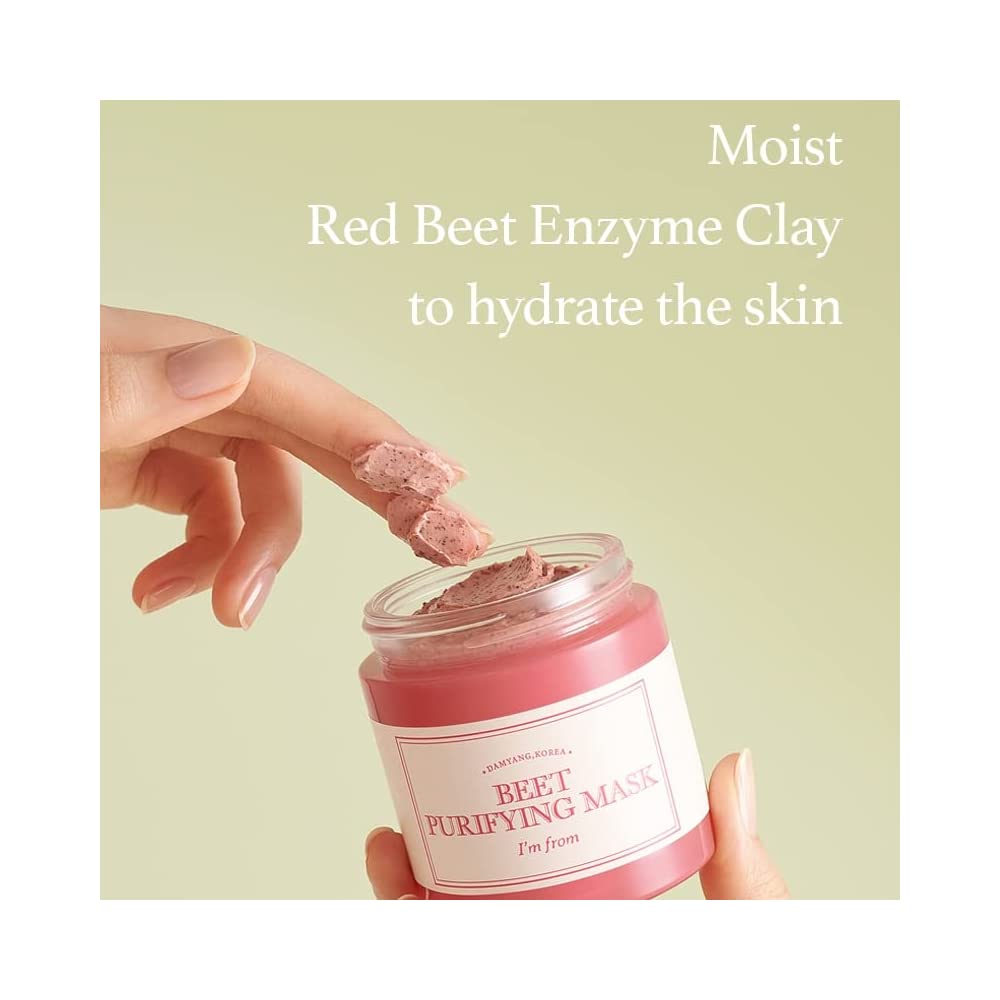 Moist
Red Beet Enzyme Clay
to hydrate the skin
DAMYANG, KOREA
BEET
PURIFYING MASK
I'm from